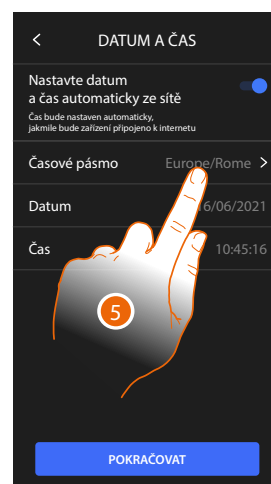 DATUM A ČAS
Nastavte datum
a čas automaticky ze sítě
Čas bude nastaven automaticky,
jakmile bude zařízení připojeno k internetu
Časové pásmo Europe/Rome
Datum 6/06/2021
Čas 10:45:16
5
POKRAČOVAT